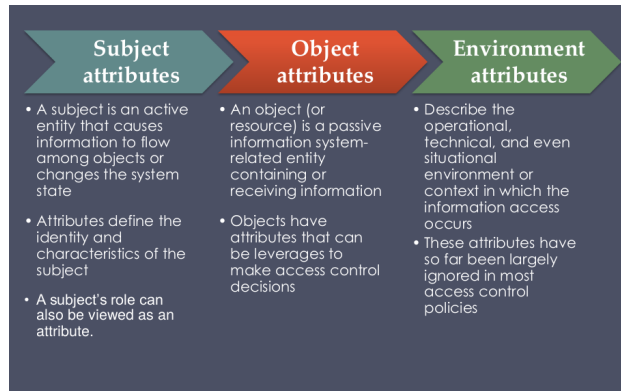 Subject
attributes
• A subject is an active
entity that causes
information to flow
among objects or
changes the system
state
• Attributes define the
identity and
characteristics of the
subject
• A subject's role can
also be viewed as an
attribute.
Object
attributes
• An object (or
resource) is a passive
information system-
related entity
containing or
receiving information
• Objects have
attributes that can
be leverages to
make access control
decisions
Environment
attributes
• Describe the
operational,
technical, and even
situational
environment or
context in which the
information access
occurs
• These attributes have
so far been largely
ignored in most
access control
policies